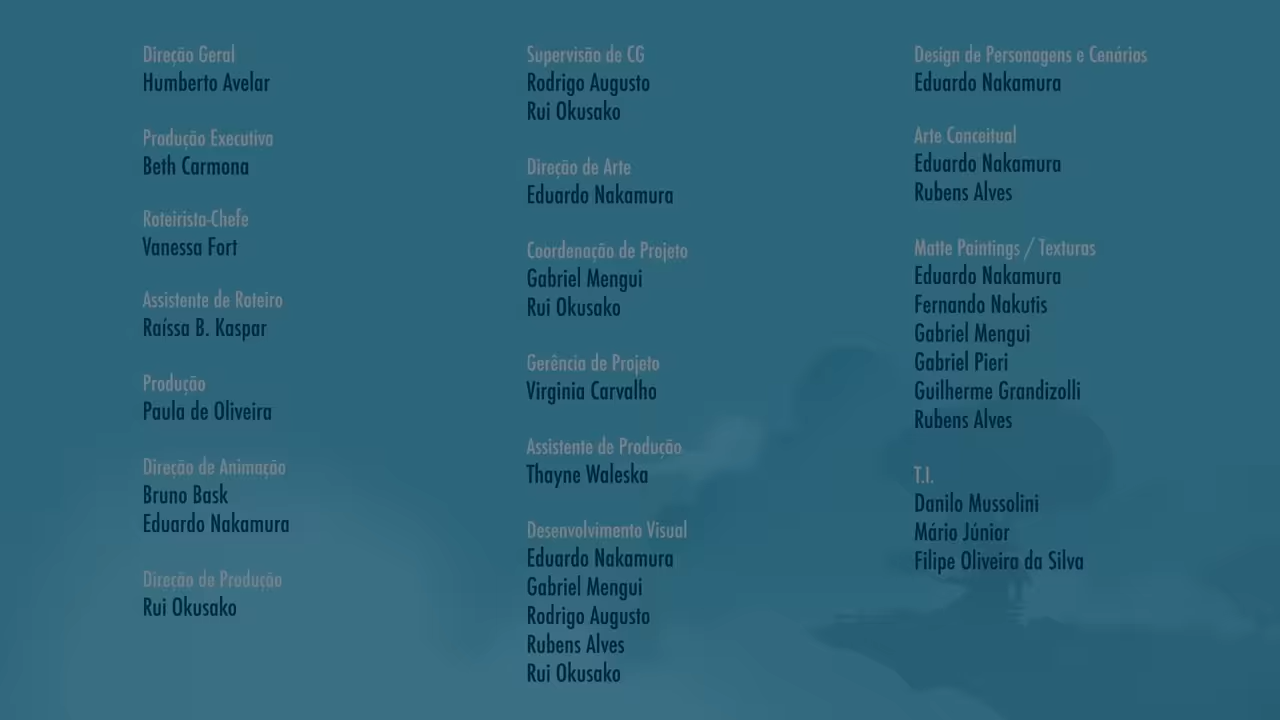 Direção Geral
Humberto Avelar
Produção Executiva
Beth Carmona
Roteirista-Chefe
Vanessa Fort
Assistente de Roteiro
Raíssa B. Kaspar
Produção
Paula de Oliveira
Direção de Animação
Bruno Bask
Eduardo Nakamura
Direção de Produção
Rui Okusako
Supervisão de CG
Rodrigo Augusto
Rui Okusako
Direção de Arte
Eduardo Nakamura
Coordenação de Projeto
Gabriel Mengui
Rui Okusako
Gerência de Projeto
Virginia Carvalho
Assistente de Produção
Thayne Waleska
Desenvolvimento Visual
Eduardo Nakamura
Gabriel Mengui
Rodrigo Augusto
Rubens Alves
Rui Okusako
Design de Personagens e Cenários
Eduardo Nakamura
Arte Conceitual
Eduardo Nakamura
Rubens Alves
Matte Paintings / Texturas
Eduardo Nakamura
Fernando Nakutis
Gabriel Mengui
Gabriel Pieri
Guilherme Grandizolli
Rubens Alves
T.I.
Danilo Mussolini
Mário Júnior
Filipe Oliveira da Silva